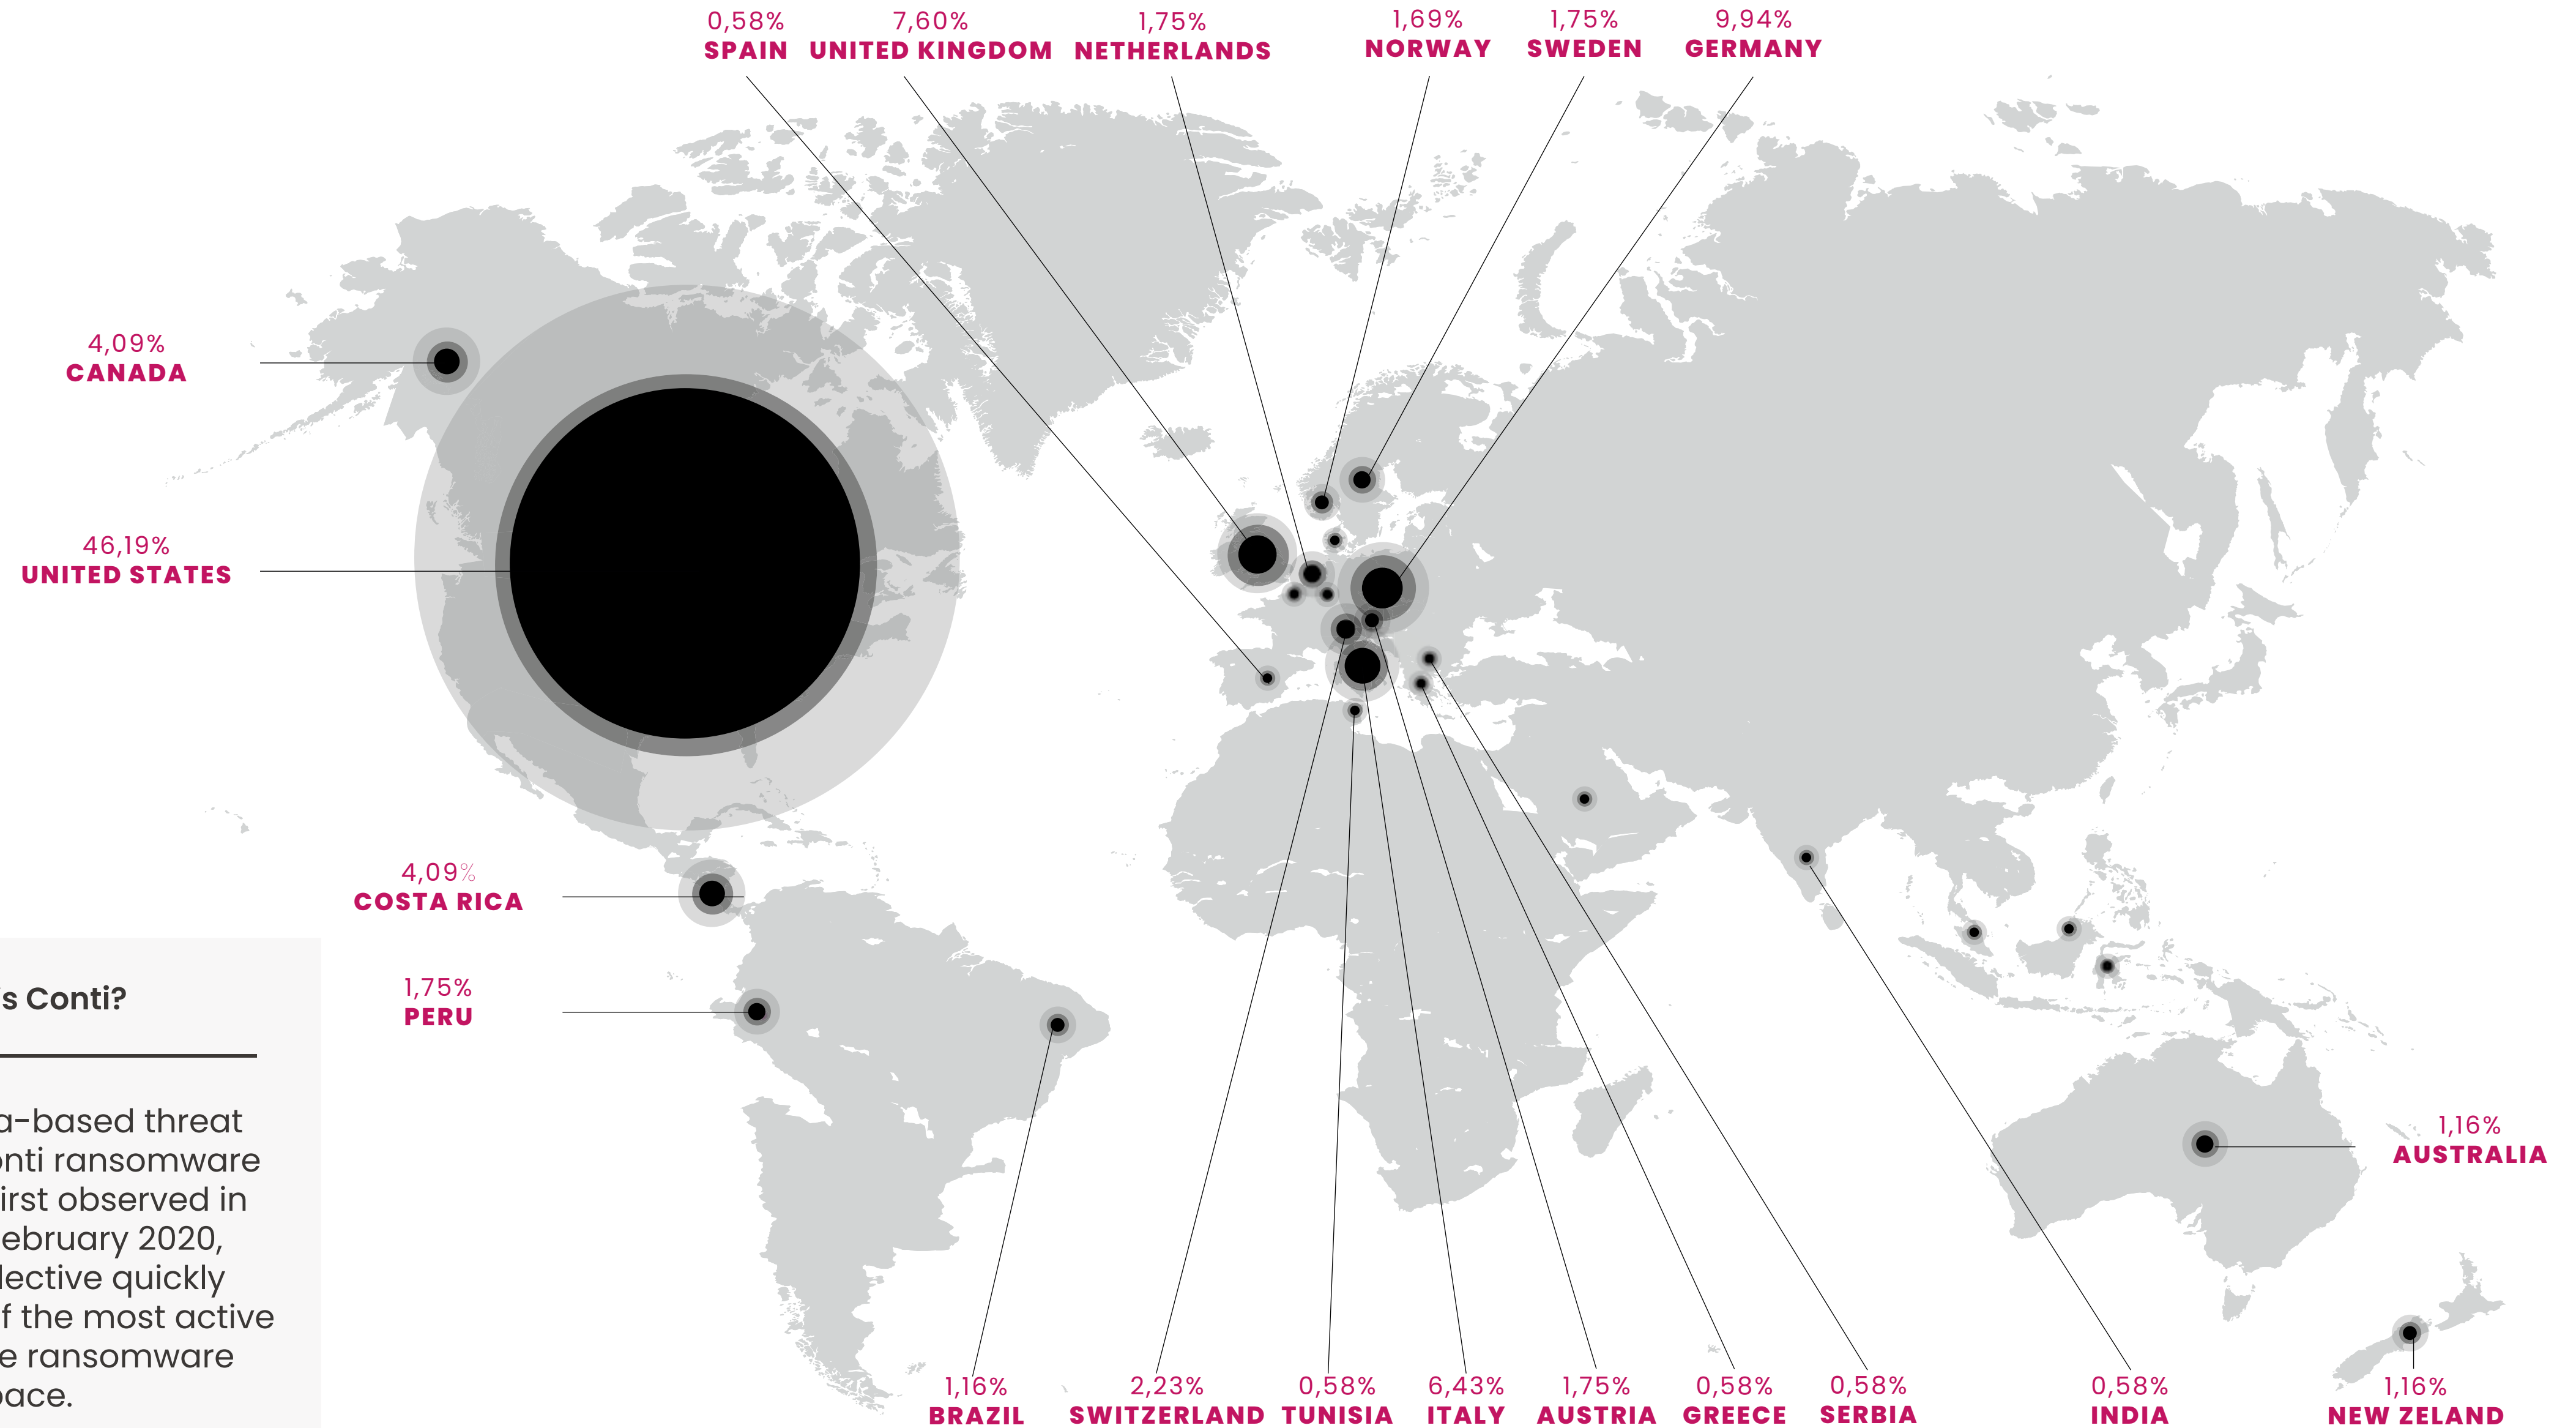 0,58%
SPAIN
7,60%
UNITED KINGDOM
1,75%
NETHERLANDS
1,69%
NORWAY
1,75%
SWEDEN
9,94%
GERMANY
4,09%
CANADA
46,19%
UNITED STATES
4,09%
COSTA RICA
1,75%
PERU
's Conti?
a-based threat
onti ransomware
irst observed in
ebruary 2020,
lective quickly
f the most active
e ransomware
pace.
1,16%
AUSTRALIA
1,16%
BRAZIL
2,23%
SWITZERLAND
0,58%
TUNISIA
6,43%
ITALY
1,75%
AUSTRIA
0,58%
GREECE
0,58%
SERBIA
0,58%
INDIA
1,16%
NEW ZELAND